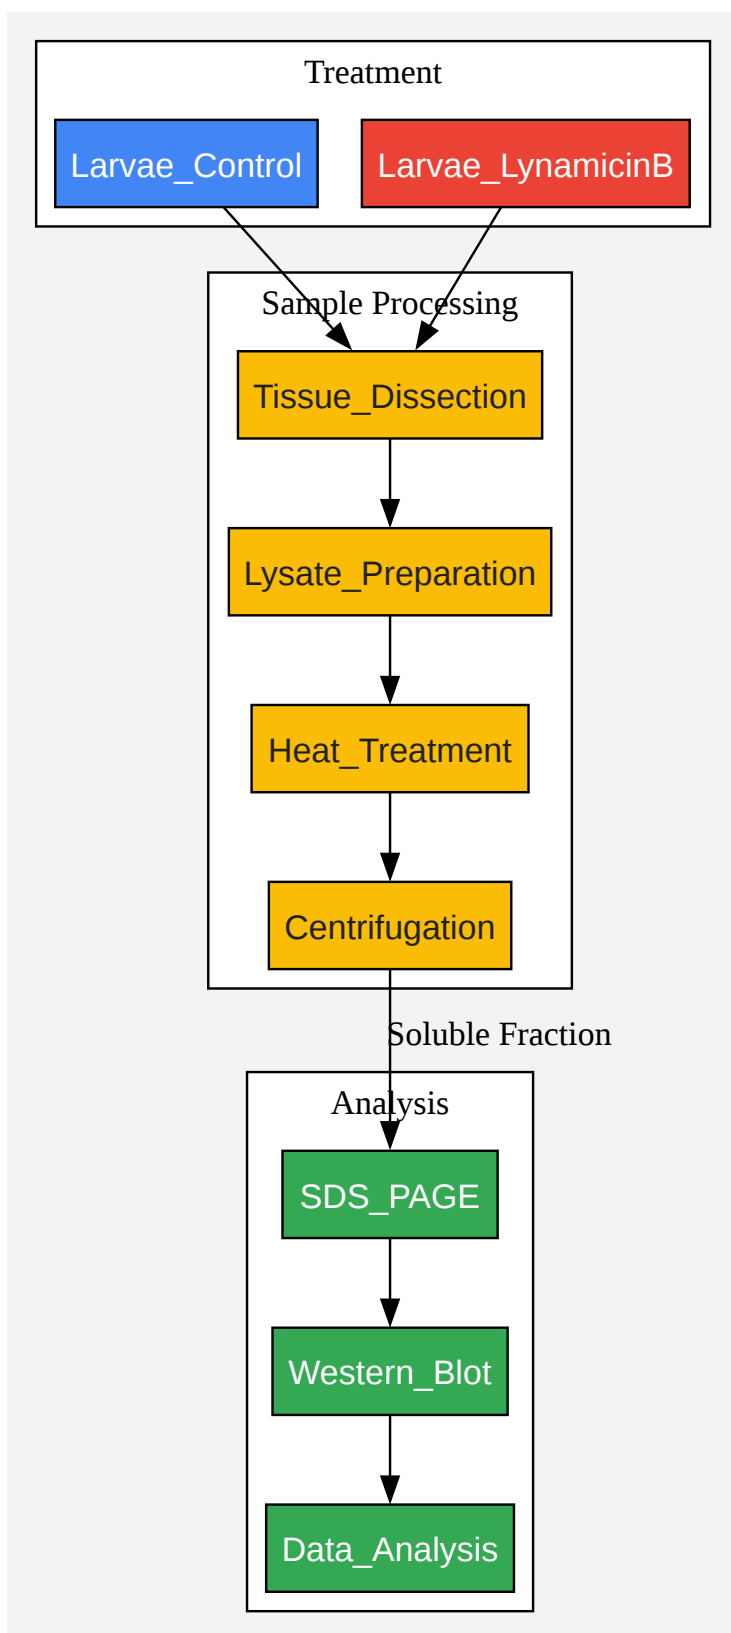 Treatment
Larvae_Control
Larvae_LynamicinB
Sample Processing
Tissue_Dissection
Lysate_Preparation
Heat_Treatment
Centrifugation
Soluble Fraction
Analysis
SDS_PAGE
Western_Blot
Data_Analysis